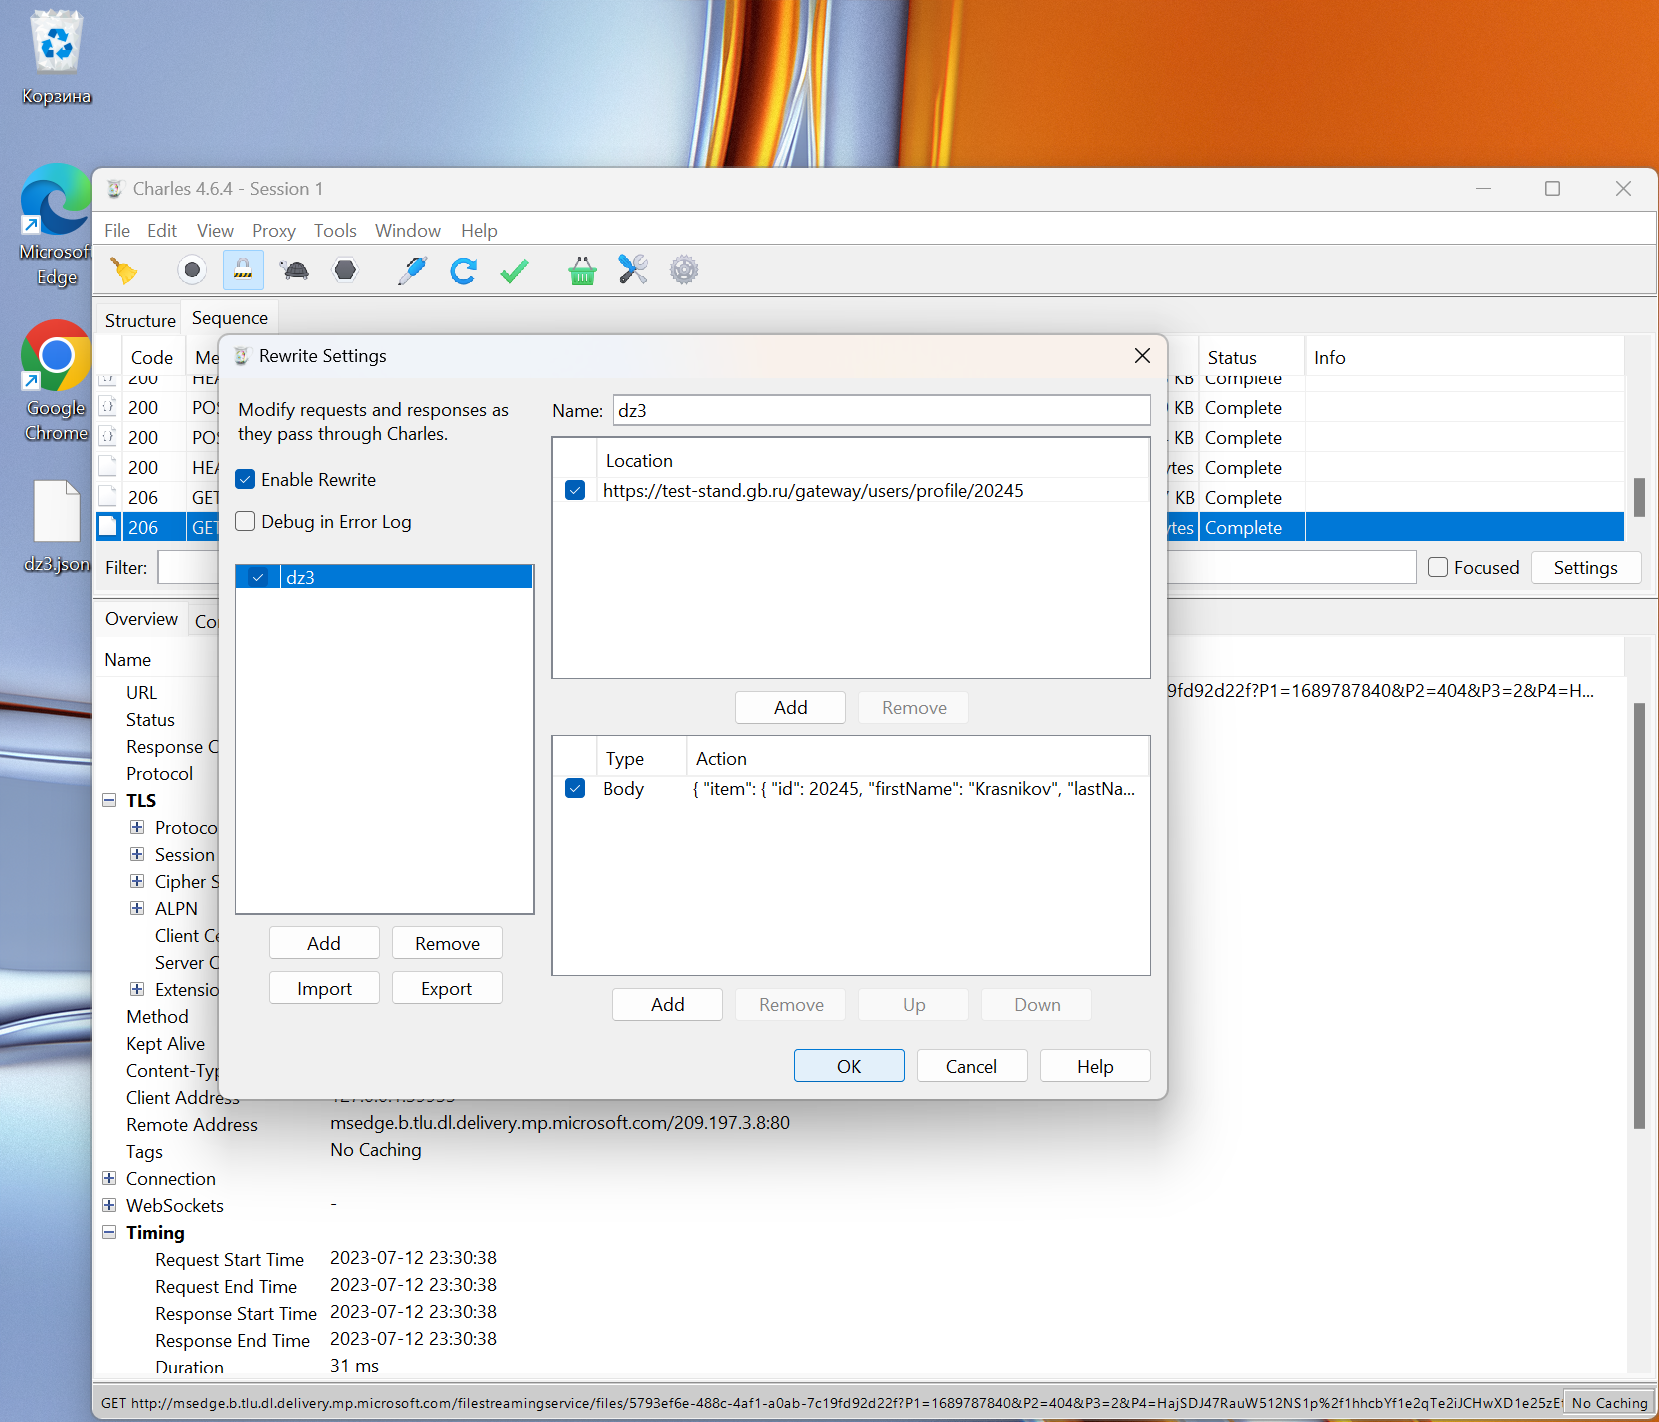 Корзина
Microsof
Edge
Google
Chrome
dz3.json
Charles 4.6.4 - Session 1
File Edit View Proxy Tools Window Help
Structure Sequence
Code Me Status Info
200 HEA KB Complete
200 POS KB Complete
200 POS KB Complete
200 HEA ytes Complete
206 GET KB Complete
206 GET ytes Complete
Filter: Focused Settings
Overview Co
Name
URL 9fd92d22f?P1=1689787840&P2=404&P3=2&P4=H...
Status
Response C
Protocol
TLS
Protoco
Session
Cipher S
ALPN
Client Ce
Server C
Extensio
Method
Kept Alive
Content-Typ
Client Address
Remote Address msedge.b.tlu.dl.delivery.mp.microsoft.com/209.197.3.8:80
Tags No Caching
Connection
WebSockets -
Timing
Request Start Time 2023-07-12 23:30:38
Request End Time 2023-07-12 23:30:38
Response Start Time 2023-07-12 23:30:38
Response End Time 2023-07-12 23:30:38
Duration 31 ms
Rewrite Settings
Modify requests and responses as
they pass through Charles.
Enable Rewrite
Debug in Error Log
dz3
Add Remove
Import Export
Name: dz3
Location
https://test-stand.gb.ru/gateway/users/profile/20245
Add Remove
Type Action
Body { "item": { "id": 20245, "firstName": "Krasnikov", "lastNa...
Add Remove Up Down
OK Cancel Help
GET http://msedge.b.tlu.dl.delivery.mp.microsoft.com/filestreamingservice/files/5793ef6e-488c-4af1-a0ab-7c19fd92d22f?P1=1689787840&P2=404&P3=2&P4=HajSDJ47RauW512NS1p%2f1hhcbYf1e2qTe2iJCHwXD1e25zE No Caching